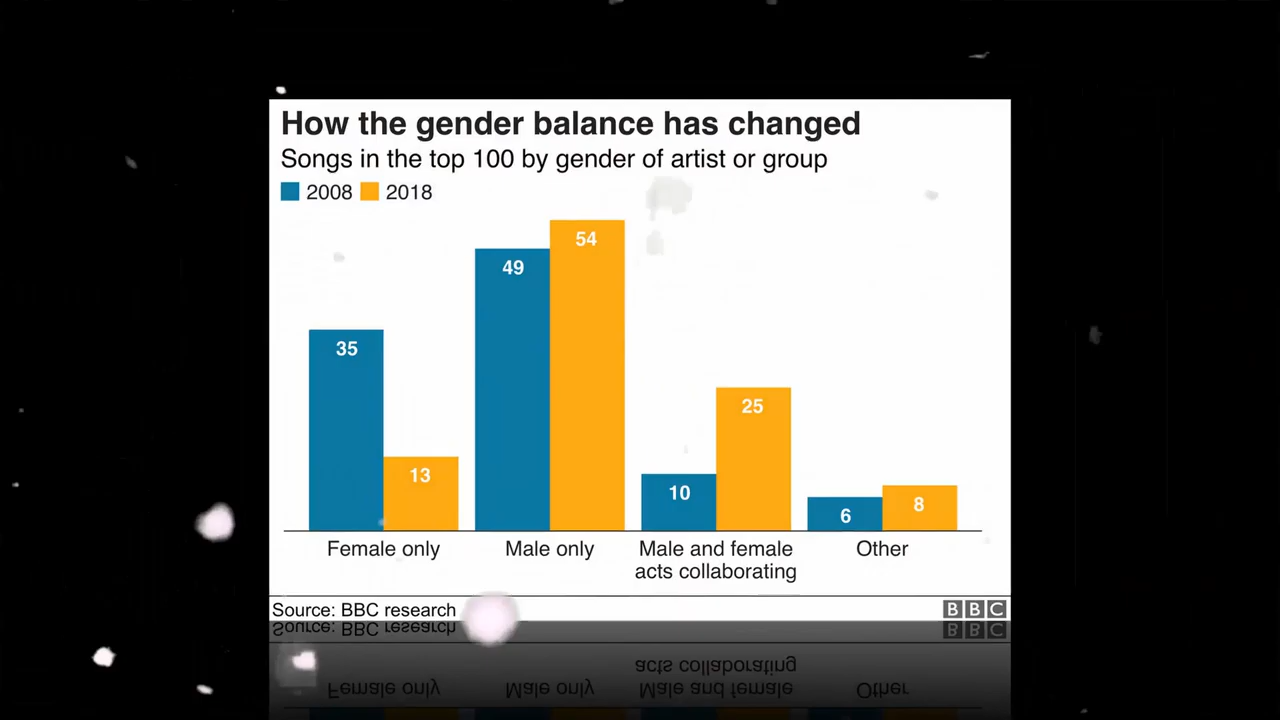 How the gender balance has changed
Songs in the top 100 by gender of artist or group
2008 2018
35
13
49
54
10
25
6
8
Female only
Male only
Male and female
acts collaborating
Other
Source: BBC research
BBC